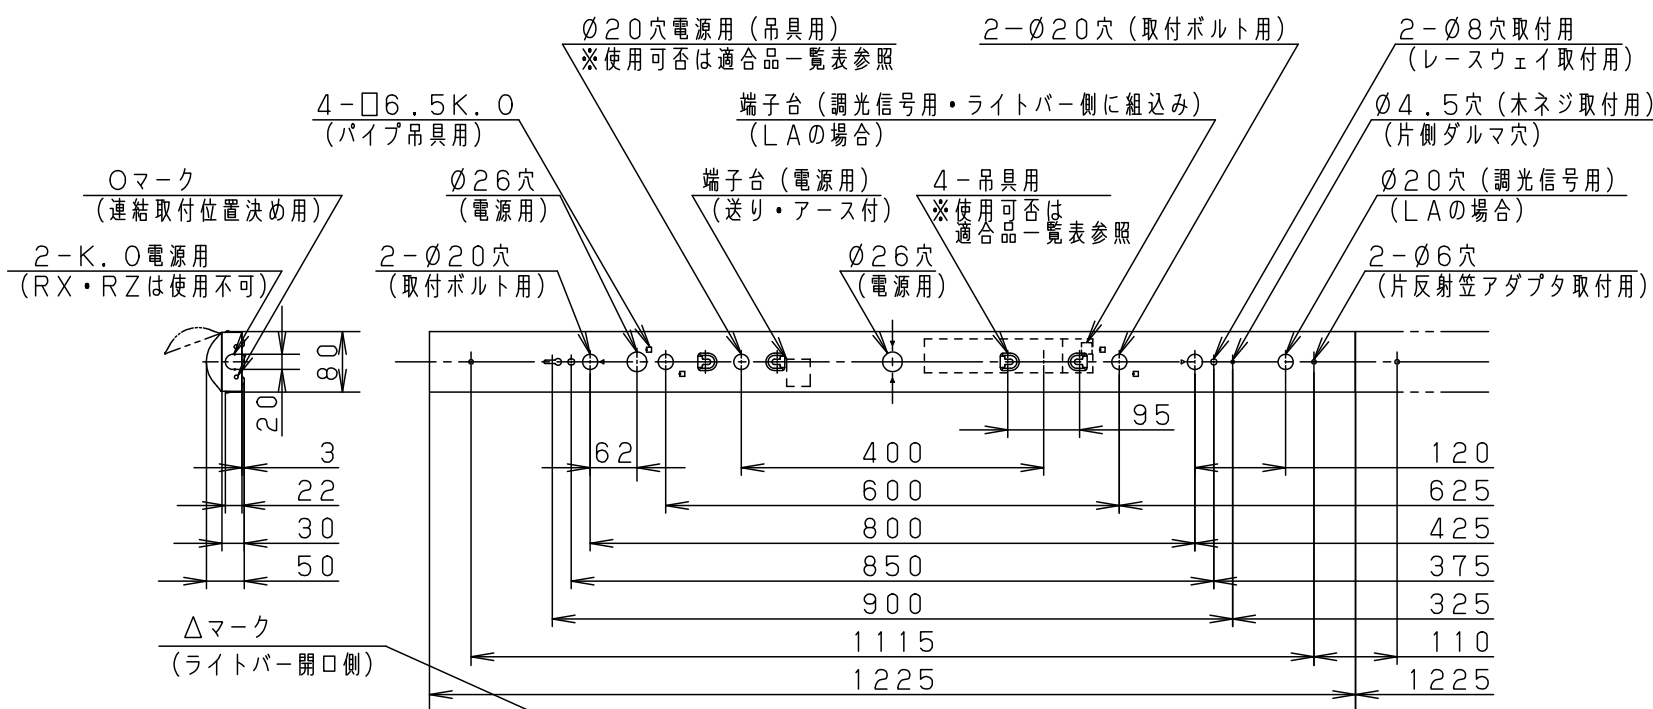 Ø20穴電源用（吊具用）
※使用可否は適合品一覧表参照
2−Ø20穴（取付ボルト用）
2−Ø8穴取付用
（レースウェイ取付用）
4−□6.5K.O
（パイプ吊具用）
端子台（調光信号用・ライトバー側に組込み）
（LAの場合）
Ø4.5穴（木ネジ取付用）
（片側ダルマ穴）
Oマーク
（連結取付位置決め用）
Ø26穴
（電源用）
端子台（電源用）
（送り・アース付）
4−吊具用
※使用可否は
適合品一覧表参照
Ø20穴（調光信号用）
（LAの場合）
2−K.O電源用
（RX・RZは使用不可）
2−Ø20穴
（取付ボルト用）
Ø26穴
（電源用）
2−Ø6穴
（片反射笠アダプタ取付用）
80
20
95
3
62
400
120
22
600
625
30
800
425
50
850
375
900
325
△マーク
（ライトバー開口側）
1115
110
1225
1225